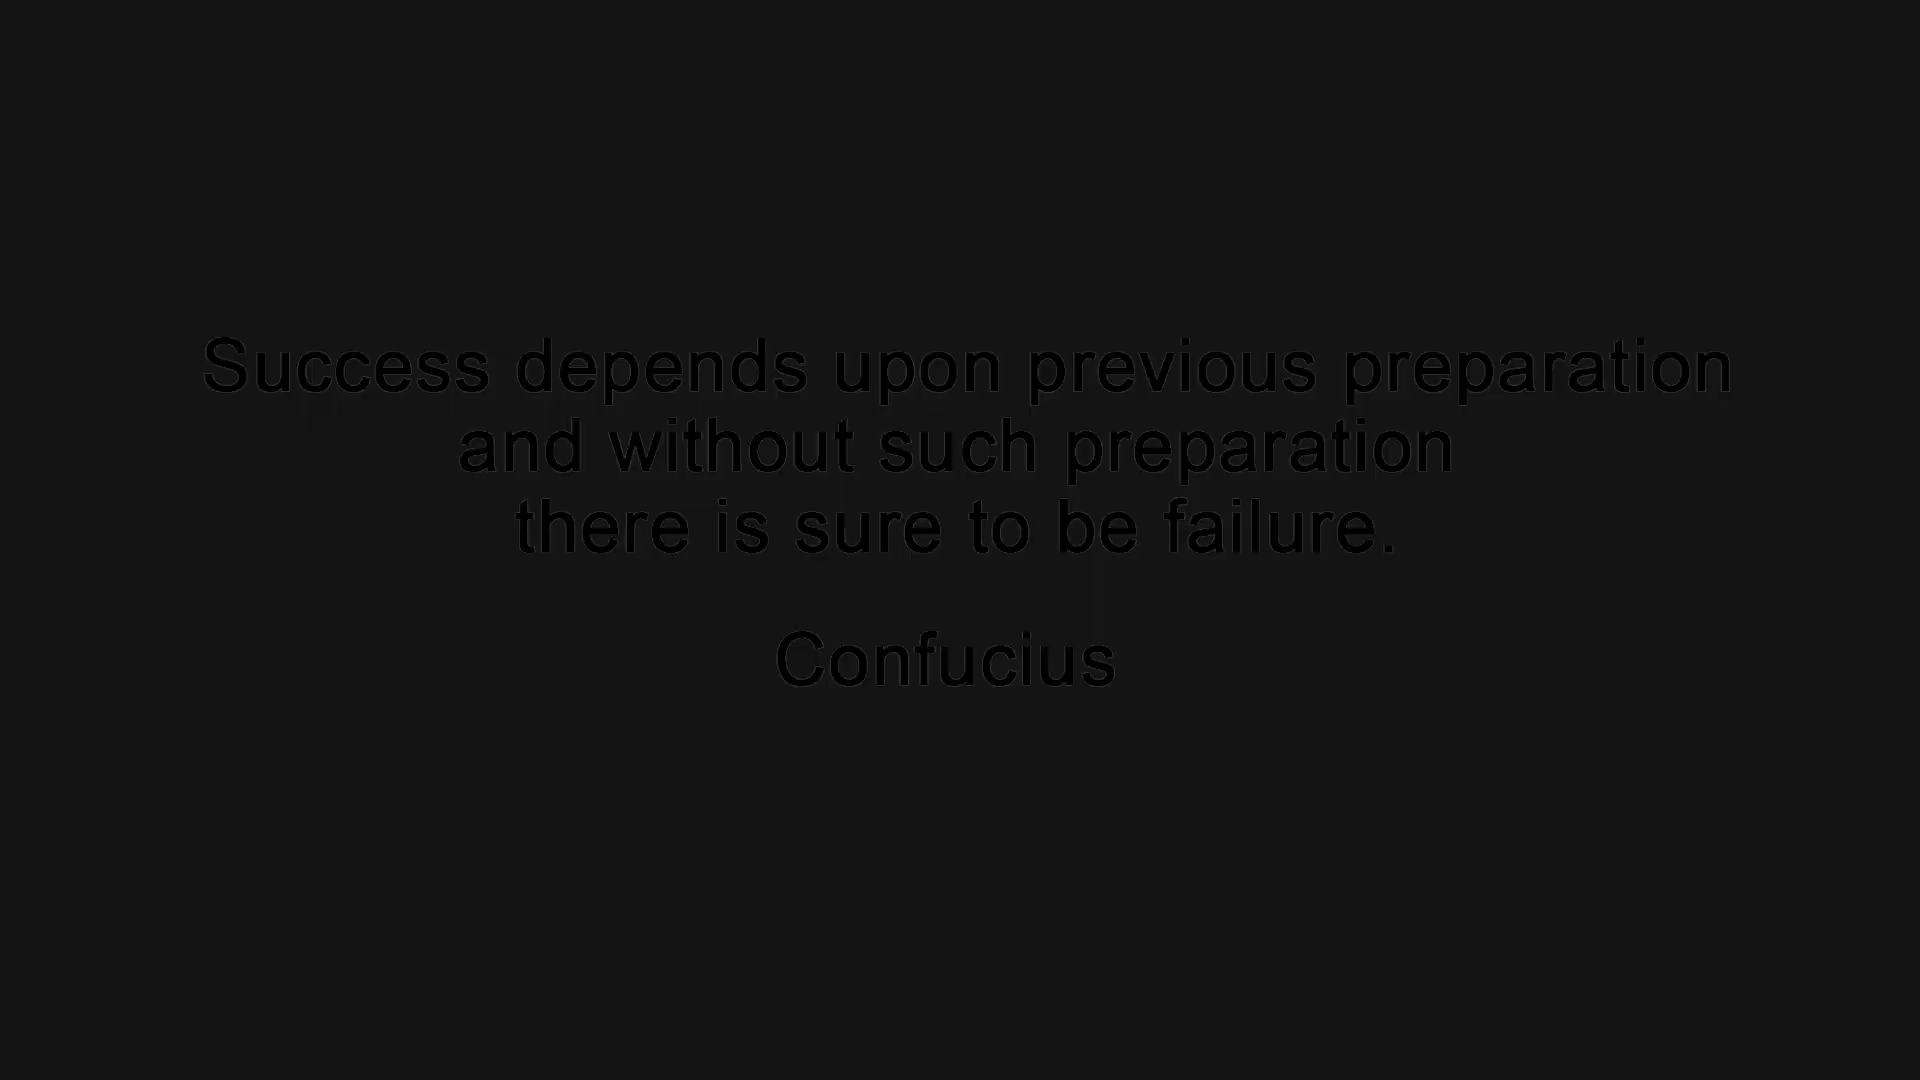 Success depends upon previous preparation
and without such preparation
there is sure to be failure.
Confucius